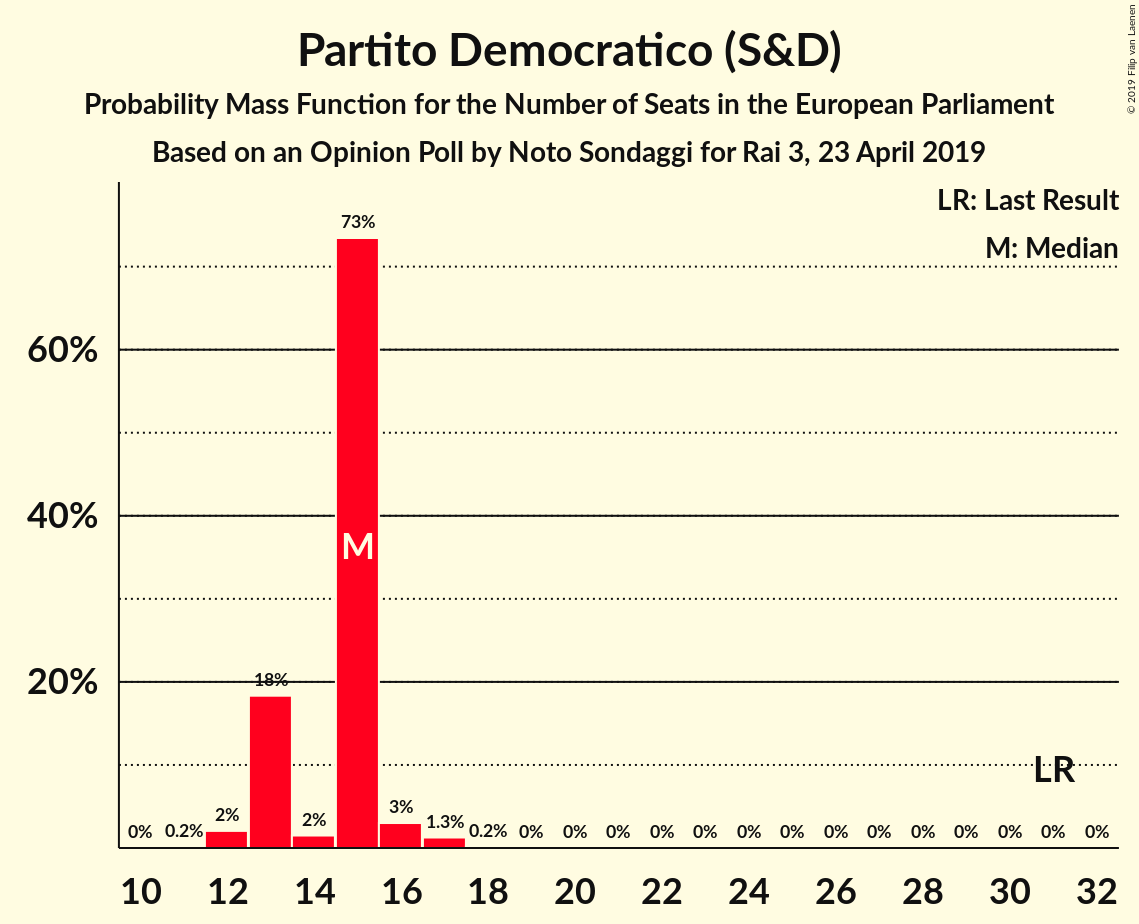 Partito Democratico (S&D)
Probability Mass Function for the Number of Seats in the European Parliament
Based on an Opinion Poll by Noto Sondaggi for Rai 3, 23 April 2019
© 2019 Filip van Laenen
LR: Last Result
M: Median
73%
60%
40%
M
20%
18%
LR
0% 0.2% 2% 2% 3% 1.3% 0.2% 0% 0% 0% 0% 0% 0% 0% 0% 0% 0% 0% 0% 0% 0%
10 12 14 16 18 20 22 24 26 28 30 32